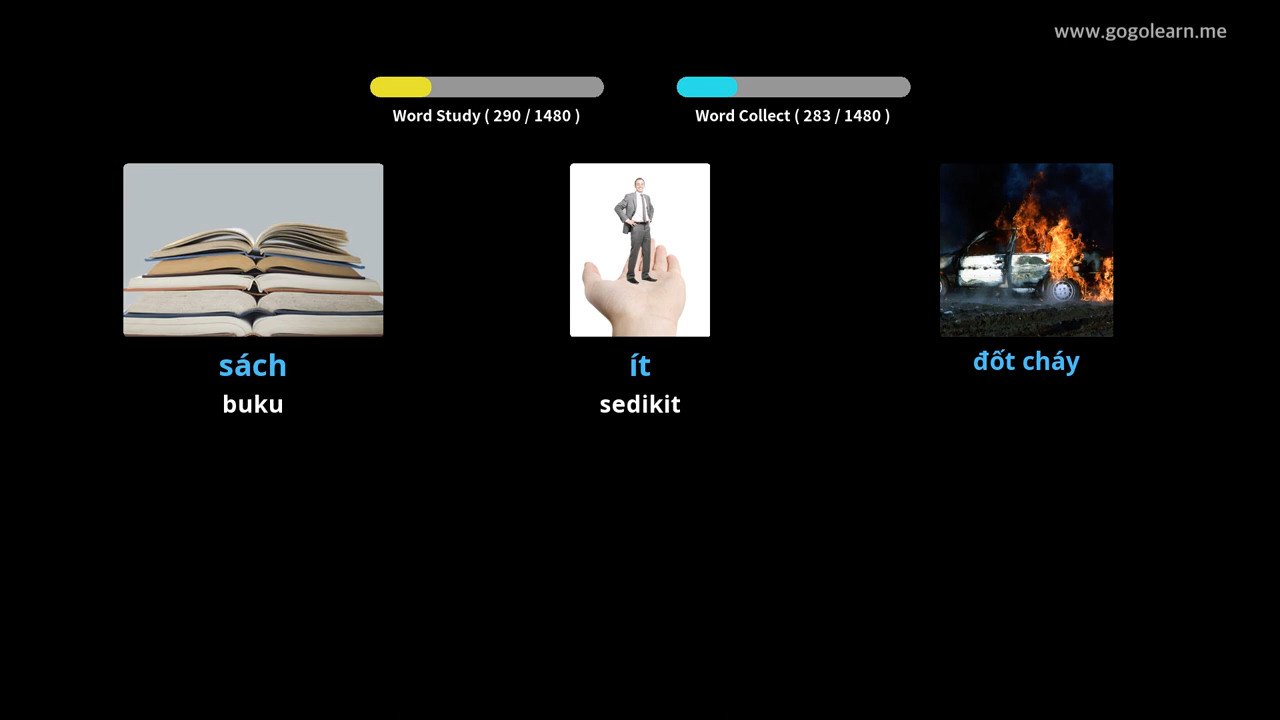 www.gogolearn.me
Word Study ( 290 / 1480 )
Word Collect ( 283 / 1480 )
sách
buku
ít
sedikit
đốt cháy